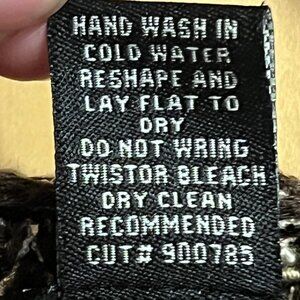 HAND WASH IN
COLD WATER
RESHAPE AND
LAY FLAT TO
DRY
DO NOT WRING
TWISTOR BLEACH
DRY CLEAN
RECOMMENDED
CUT# 900785